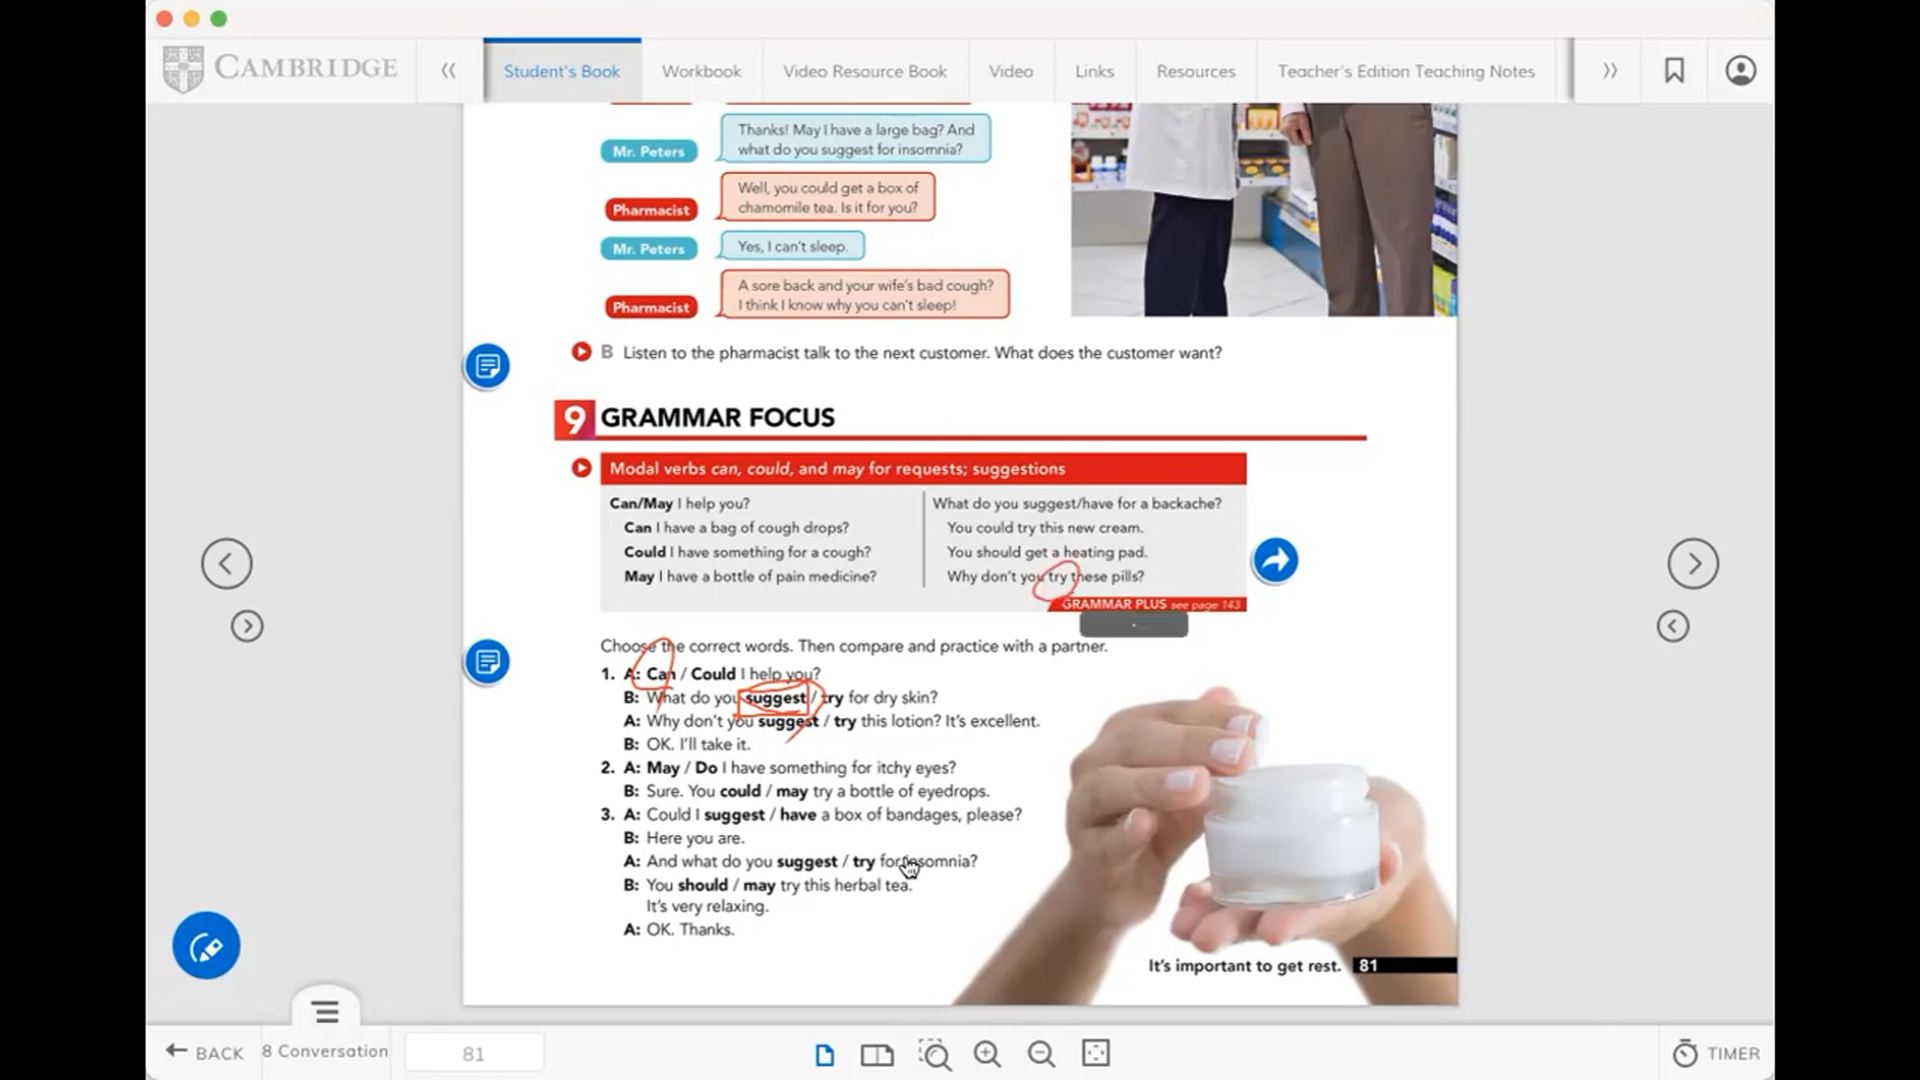 CAMBRIDGE
Student's Book
Workbook
Video Resource Book
Video
Links
Resources
Teacher's Edition Teaching Notes
Thanks! May I have a large bag? And
Mr. Peters
what do you suggest for insomnia?
Well, you could get a box of
Pharmacist
chamomile tea. Is it for you?
Mr. Peters
Yes, I can't sleep.
A sore back and your wife's bad cough?
Pharmacist
I think I know why you can't sleep!
B Listen to the pharmacist talk to the next customer. What does the customer want?
9 GRAMMAR FOCUS
Modal verbs can, could, and may for requests; suggestions
Can/May I help you?
Can I have a bag of cough drops?
Could I have something for a cough?
May I have a bottle of pain medicine?
What do you suggest/have for a backache?
You could try this new cream.
You should get a heating pad.
Why don't you try these pills?
GRAMMAR PLUS see page 143
Choose the correct words. Then compare and practice with a partner.
1. A: Can / Could I help you?
B: What do you suggest / try for dry skin?
A: Why don't you suggest / try this lotion? It's excellent.
B: OK. I'll take it.
2. A: May / Do I have something for itchy eyes?
B: Sure. You could / may try a bottle of eyedrops.
3. A: Could I suggest / have a box of bandages, please?
B: Here you are.
A: And what do you suggest / try for insomnia?
B: You should / may try this herbal tea.
It's very relaxing.
A: OK. Thanks.
It's important to get rest. 81
BACK
8 Conversation
81
TIMER